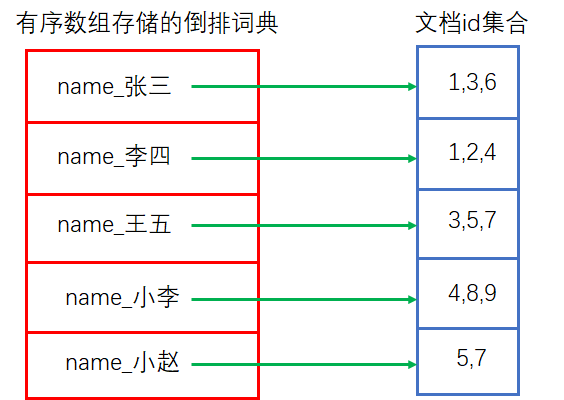 有序数组存储的倒排词典 文档id集合
name_张三 1,3,6
name_李四 1,2,4
name_王五 3,5,7
name_小李 4,8,9
name_小赵 5,7